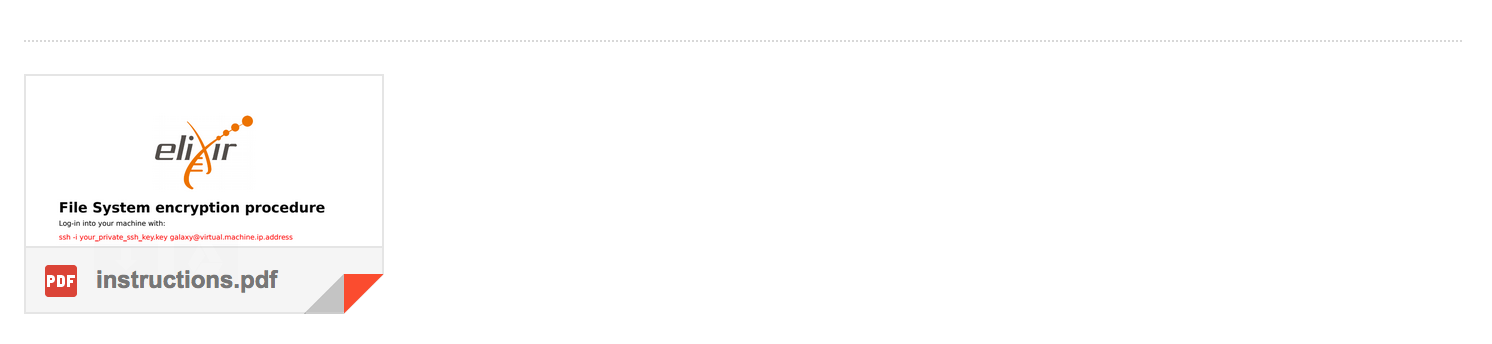 elixir
File System encryption procedure
Log-in into your machine with:
ssh -i your_private_ssh_key.key galaxy@virtual.machine.ip.address
PDF instructions.pdf